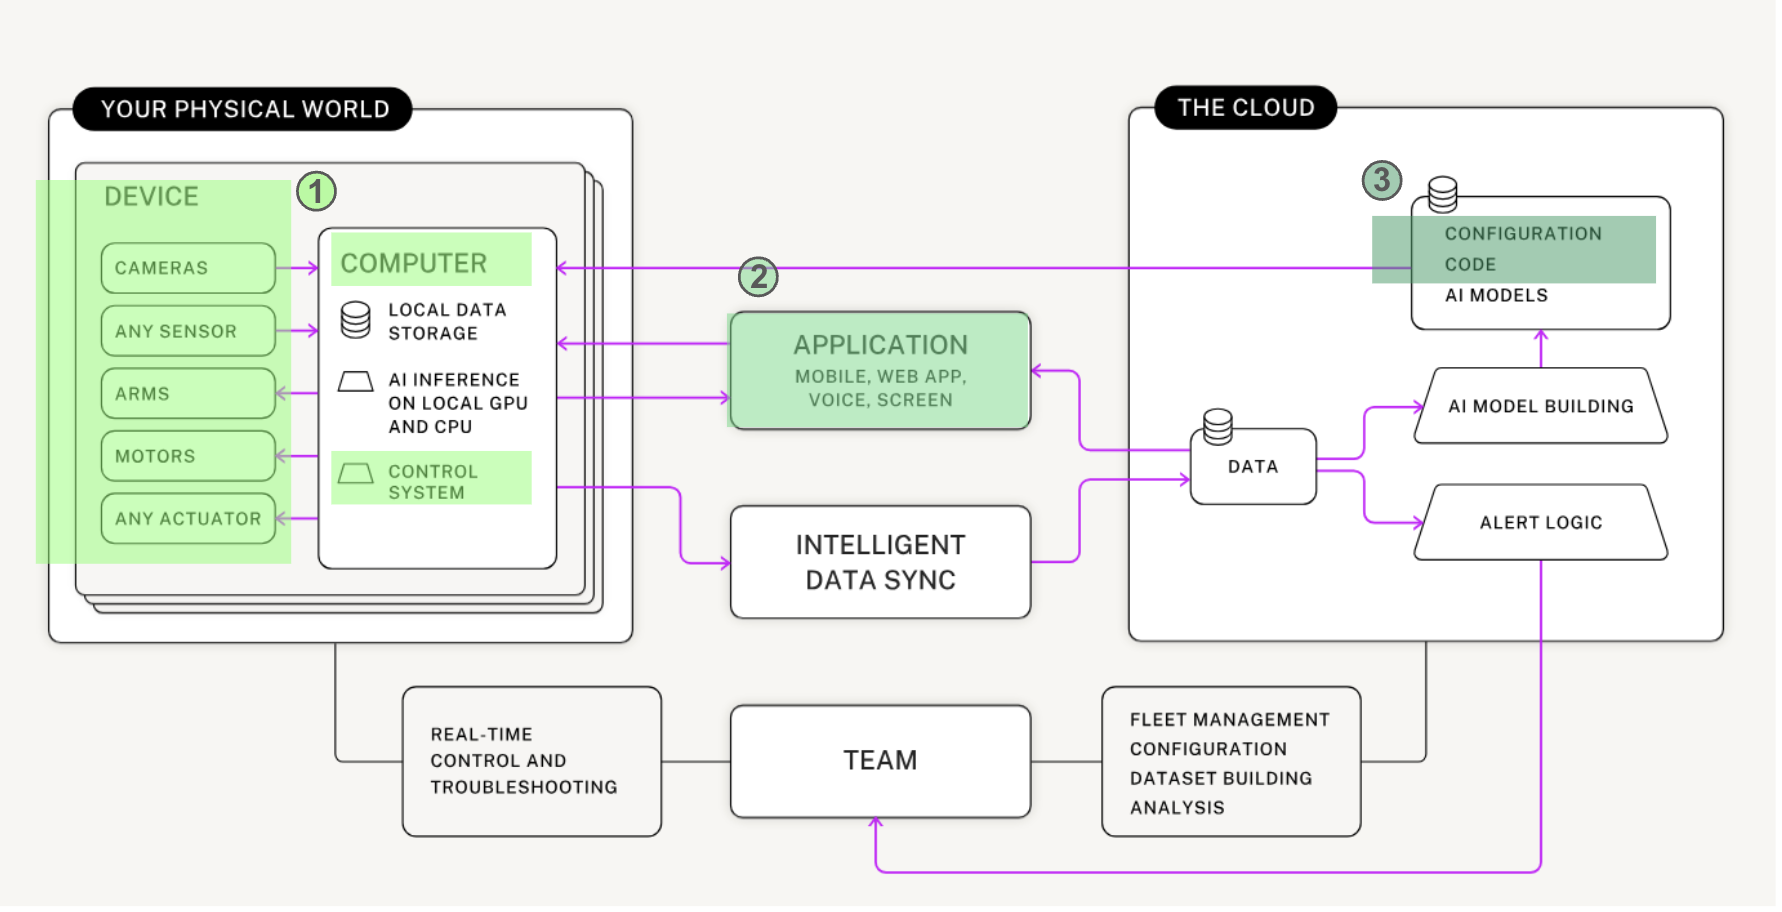 YOUR PHYSICAL WORLD
DEVICE
1
CAMERAS
ANY SENSOR
ARMS
MOTORS
ANY ACTUATOR
COMPUTER
LOCAL DATA
STORAGE
AI INFERENCE
ON LOCAL GPU
AND CPU
CONTROL
SYSTEM
2
APPLICATION
MOBILE, WEB APP,
VOICE, SCREEN
INTELLIGENT
DATA SYNC
THE CLOUD
3
CONFIGURATION
CODE
AI MODELS
AI MODEL BUILDING
DATA
ALERT LOGIC
REAL-TIME
CONTROL AND
TROUBLESHOOTING
TEAM
FLEET MANAGEMENT
CONFIGURATION
DATASET BUILDING
ANALYSIS